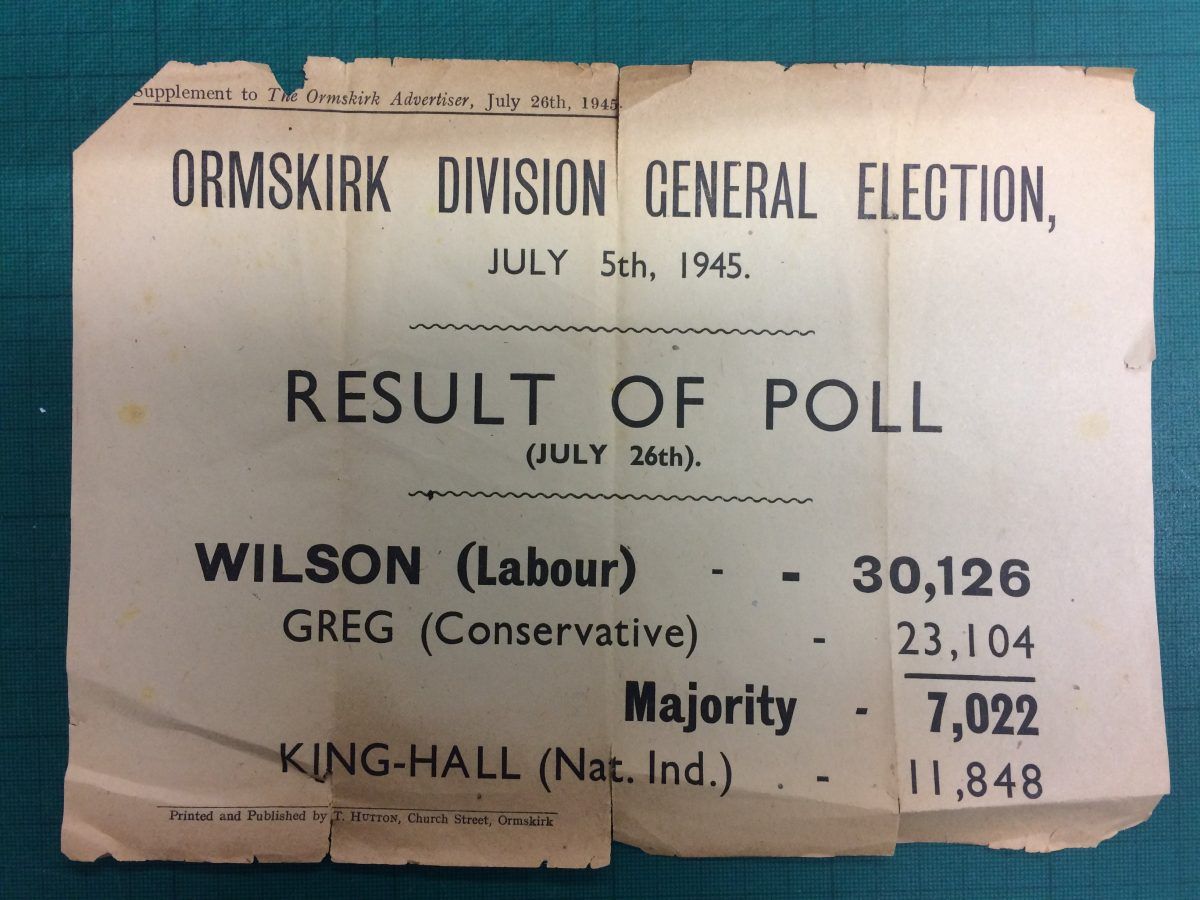 Supplement to The Ormskirk Advertiser, July 26th, 1945
ORMSKIRK DIVISION GENERAL ELECTION,
JULY 5th, 1945.
RESULT OF POLL
(JULY 26th).
WILSON (Labour) - - 30,126
GREG (Conservative) - 23,104
Majority - 7,022
KING-HALL (Nat. Ind.) - 11,848
Printed and Published by T. HUTTON, Church Street, Ormskirk